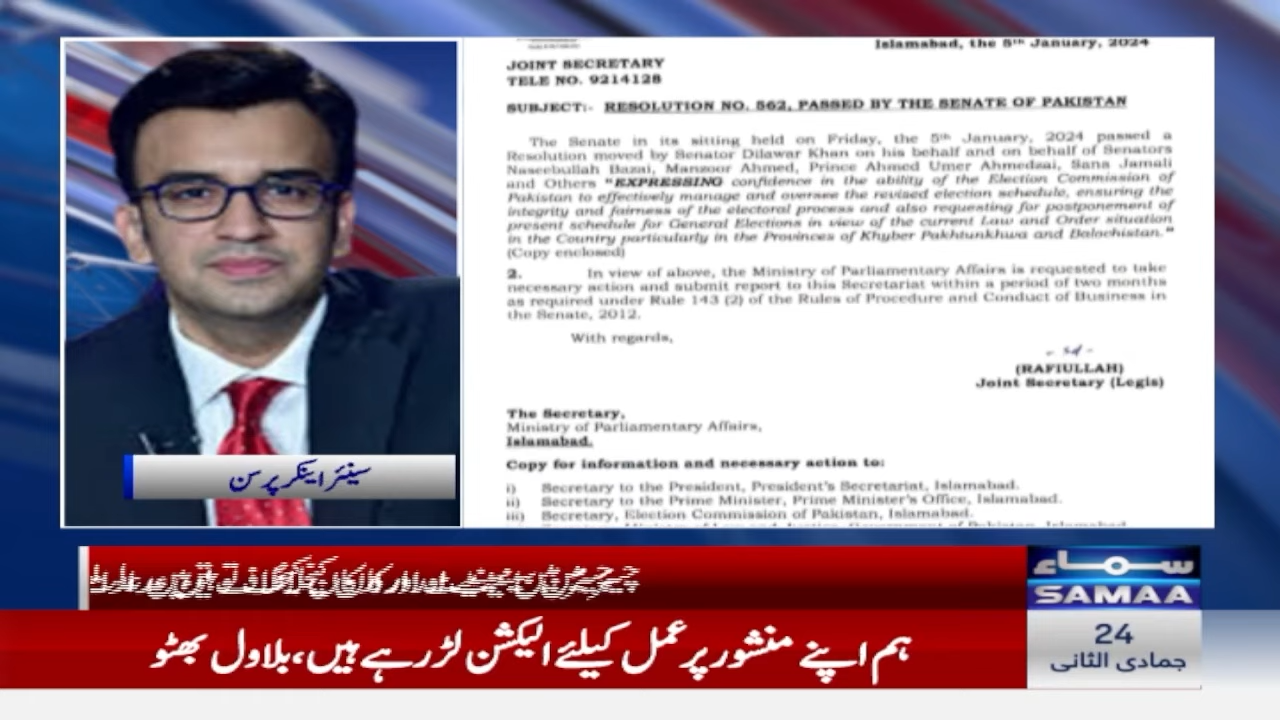 Islamabad, the 5th January, 2024
JOINT SECRETARY
TELE NO. 9214128
SUBJECT:- RESOLUTION NO. 562, PASSED BY THE SENATE OF PAKISTAN
The Senate in its sitting held on Friday, the 5th January, 2024 passed a
Resolution moved by Senator Dilawar Khan on his behalf and on behalf of Senators
Naseebullah Bazai, Manzoor Ahmed, Prince Ahmed Umer Ahmedzai, Sana Jamali
and Others "EXPRESSING confidence in the ability of the Election Commission of
Pakistan to effectively manage and oversee the revised election schedule, ensuring the
integrity and fairness of the electoral process and also requesting for postponement of
present schedule for General Elections in view of the current Law and Order situation
in the Country particularly in the Provinces of Khyber Pakhtunkhwa and Balochistan."
(Copy enclosed)
2. In view of above, the Ministry of Parliamentary Affairs is requested to take
necessary action and submit report to this Secretariat within a period of two months
as required under Rule 143 (2) of the Rules of Procedure and Conduct of Business in
the Senate, 2012.
With regards,
-sd-
(RAFIULLAH)
Joint Secretary (Legis)
The Secretary,
Ministry of Parliamentary Affairs,
Islamabad.
Copy for information and necessary action to:
i) Secretary to the President, President's Secretariat, Islamabad.
ii) Secretary to the Prime Minister, Prime Minister's Office, Islamabad.
iii) Secretary, Election Commission of Pakistan, Islamabad.
سینئر اینکر پرسن
ہم اپنے منشور پر عمل کیلئے الیکشن لڑ رہے ہیں، بلاول بھٹو
سماء
SAMAA
24
جمادی الثانی